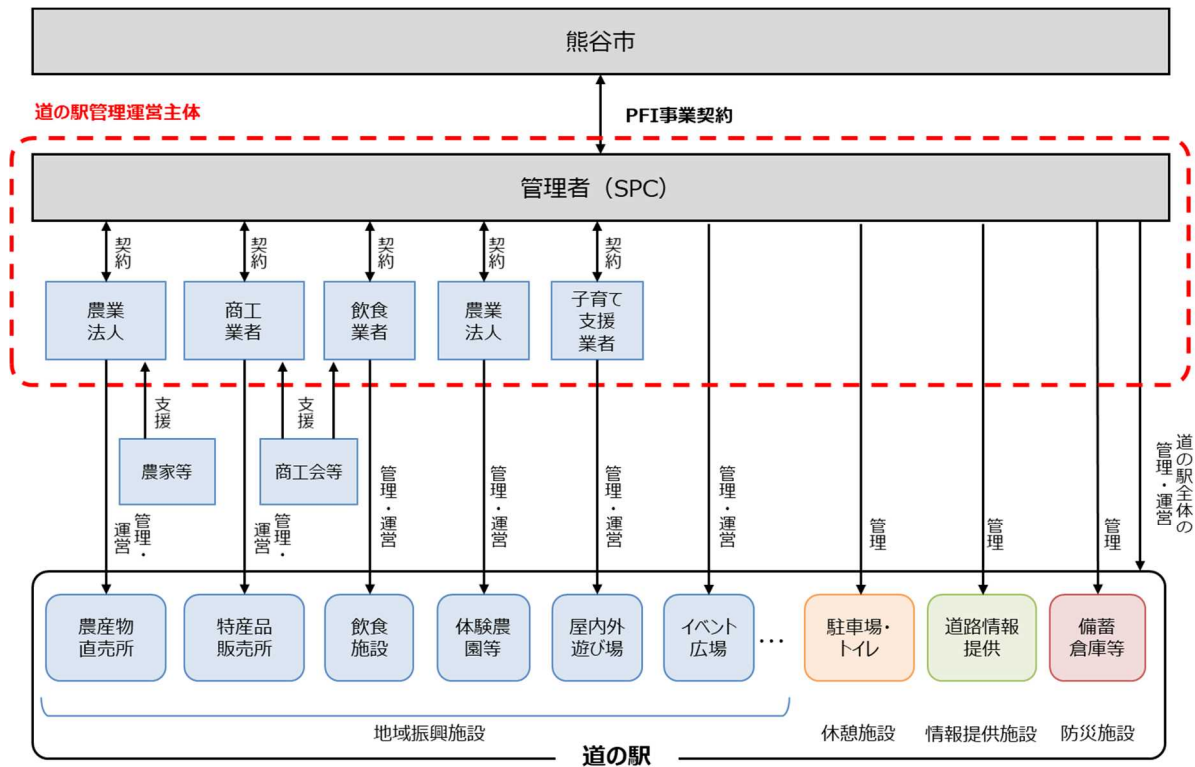 熊谷市
道の駅管理運営主体
PFI事業契約
管理者（SPC）
契約
契約
契約
契約
契約
農業
法人
商工
業者
飲食
業者
農業
法人
子育て
支援
業者
支援
支援
農家等
商工会等
管理・
運営
管理・
運営
管理・運営
管理・運営
管理・運営
管理・運営
管理
管理
管理
道の駅全体の
管理・運営
農産物
直売所
特産品
販売所
飲食
施設
体験農
園等
屋内外
遊び場
イベント
広場
…
駐車場・
トイレ
道路情報
提供
備蓄
倉庫等
地域振興施設
休憩施設
情報提供施設
防災施設
道の駅